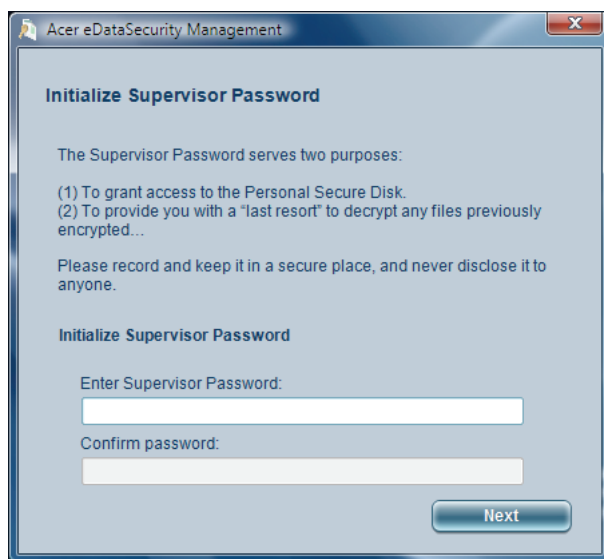 Acer eDataSecurity Management
Initialize Supervisor Password
The Supervisor Password serves two purposes:
(1) To grant access to the Personal Secure Disk.
(2) To provide you with a “last resort” to decrypt any files previously
encrypted...
Please record and keep it in a secure place, and never disclose it to
anyone.
Initialize Supervisor Password
Enter Supervisor Password:
Confirm password:
Next